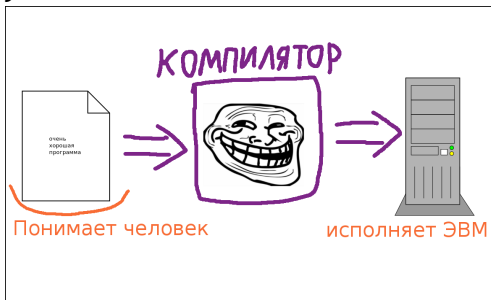 КОМПИЛЯТОР
очень
хорошая
программа
Понимает человек
исполняет ЭВМ